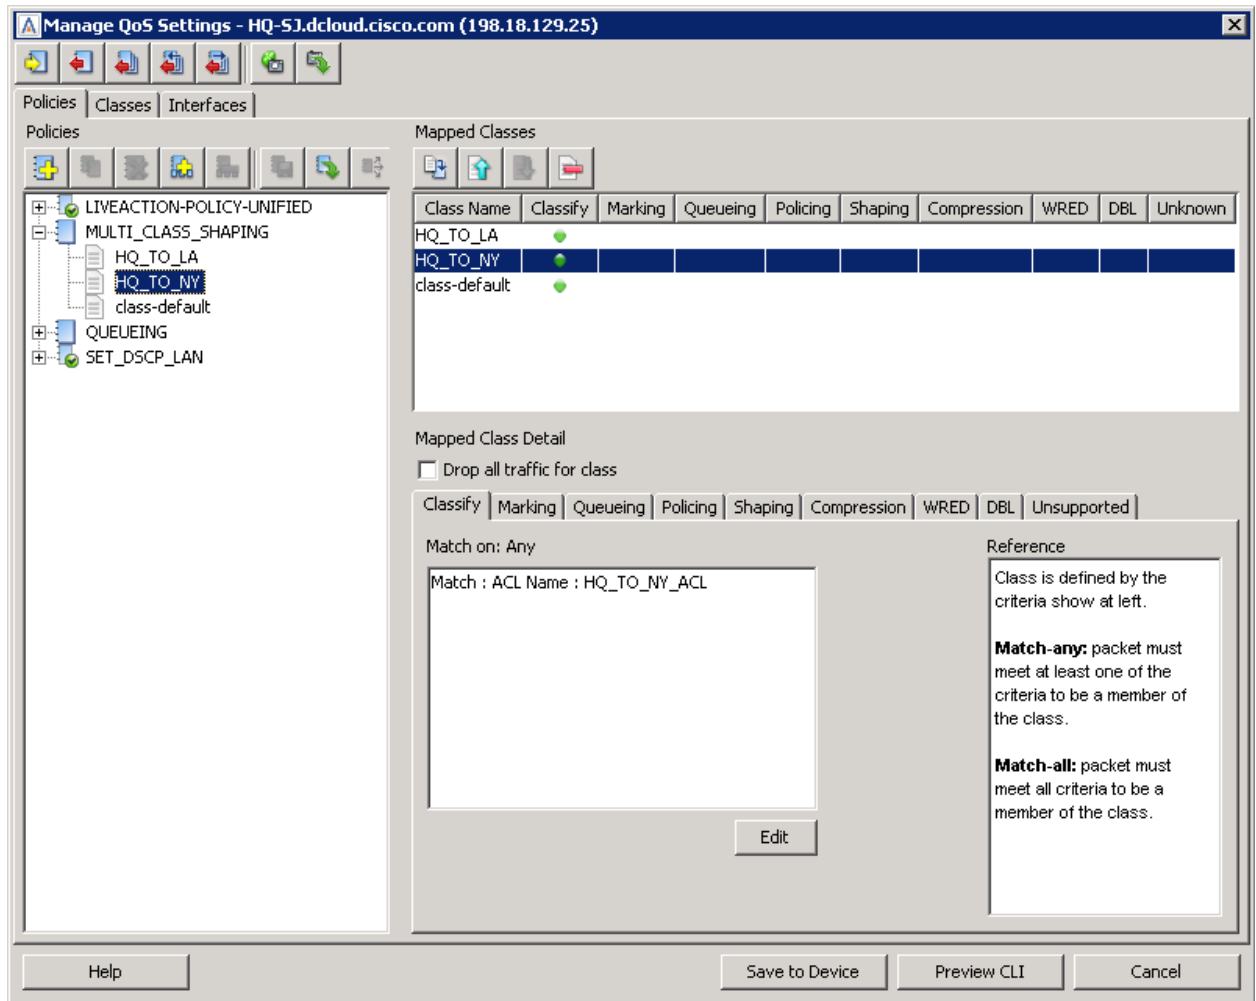 Manage QoS Settings - HQ-SJ.dcloud.cisco.com (198.18.129.25)
Policies Classes Interfaces
Policies
LIVEACTION-POLICY-UNIFIED
MULTI_CLASS_SHAPING
HQ_TO_LA
HQ_TO_NY
class-default
QUEUEING
SET_DSCP_LAN
Mapped Classes
Class Name Classify Marking Queueing Policing Shaping Compression WRED DBL Unknown
HQ_TO_LA
HQ_TO_NY
class-default
Mapped Class Detail
Drop all traffic for class
Classify Marking Queueing Policing Shaping Compression WRED DBL Unsupported
Match on: Any
Match : ACL Name : HQ_TO_NY_ACL
Edit
Reference
Class is defined by the
criteria show at left.
Match-any: packet must
meet at least one of the
criteria to be a member of
the class.
Match-all: packet must
meet all criteria to be a
member of the class.
Help Save to Device Preview CLI Cancel